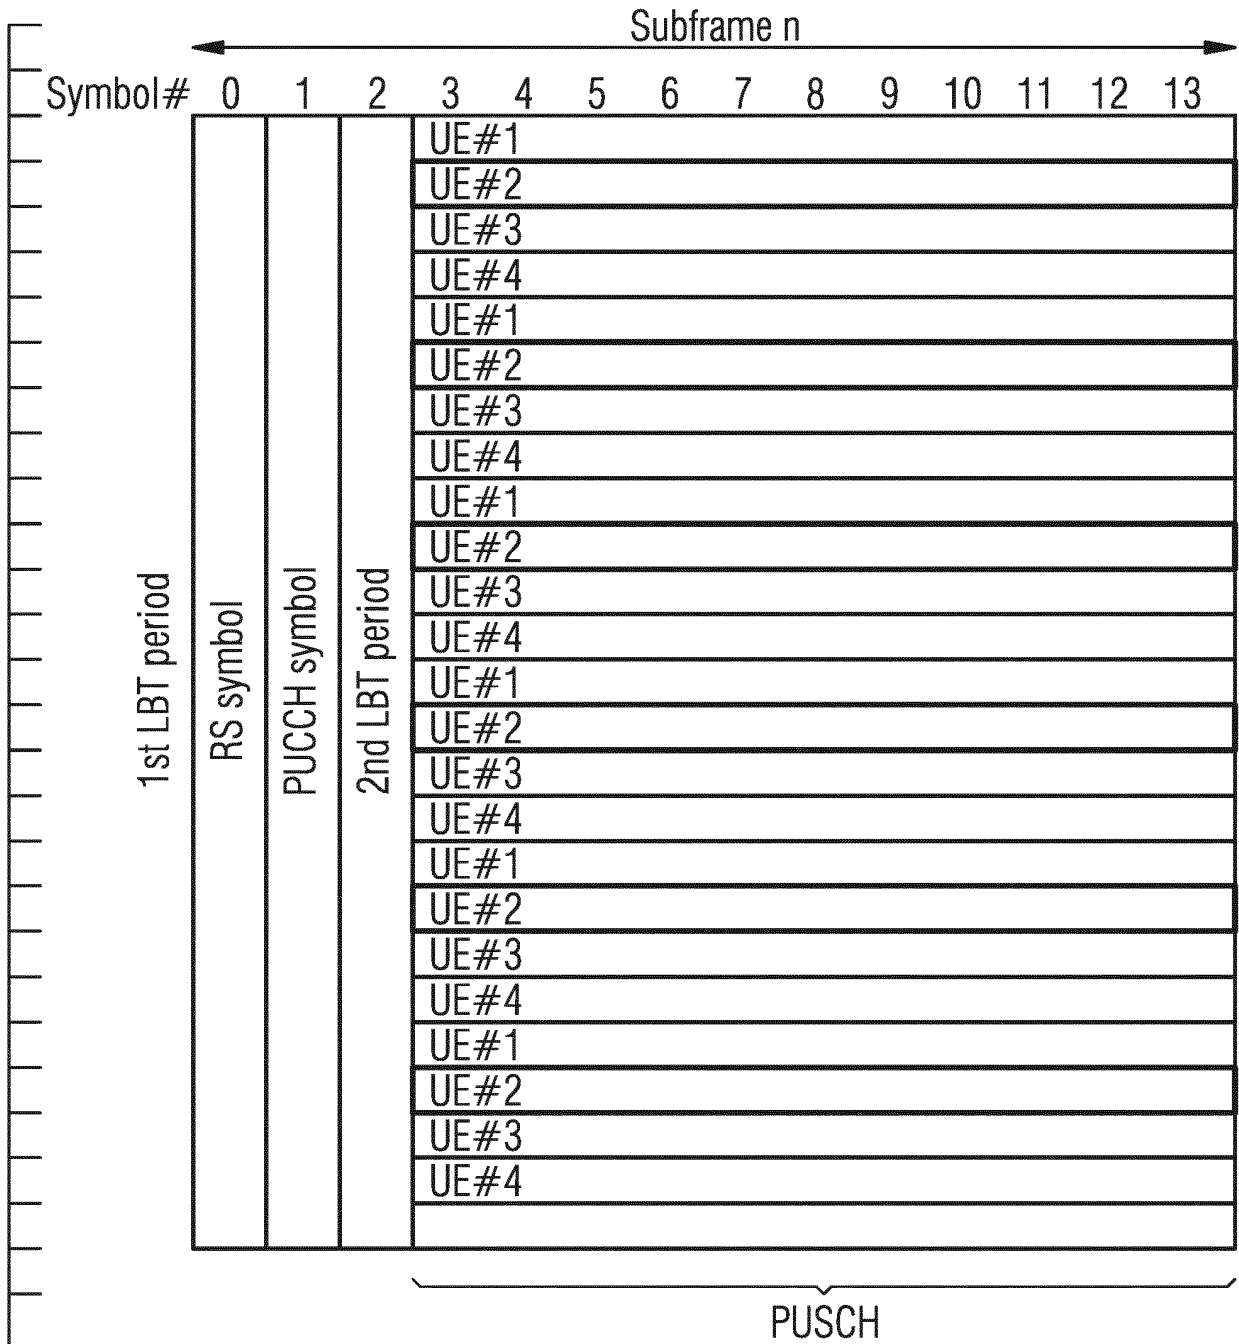 Subframe n
Symbol# 0 1 2 3 4 5 6 7 8 9 10 11 12 13
1st LBT period
RS symbol
PUCCH symbol
2nd LBT period
UE#1
UE#2
UE#3
UE#4
UE#1
UE#2
UE#3
UE#4
UE#1
UE#2
UE#3
UE#4
UE#1
UE#2
UE#3
UE#4
UE#1
UE#2
UE#3
UE#4
UE#1
UE#2
UE#3
UE#4
PUSCH